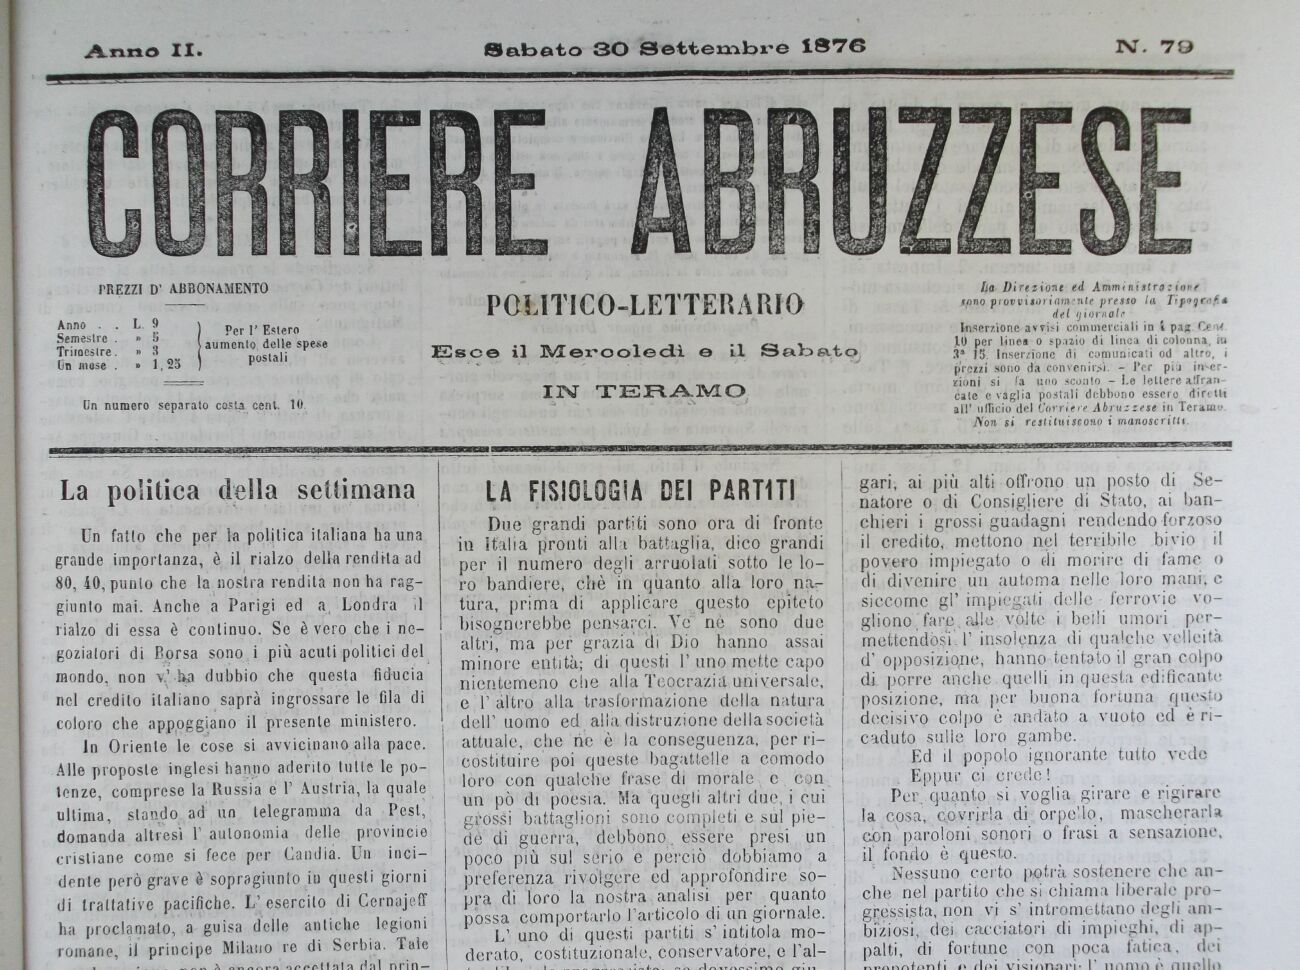 Anno II.
Sabato 30 Settembre 1876
N. 79
CORRIERE ABRUZZESE
PREZZI D' ABBONAMENTO
Anno . . L. 9
Semestre . » 5
Trimestre . » 3
Un mese . » 1,25
Per l' Estero
aumento delle spese
postali
Un numero separato costa cent. 10.
POLITICO-LETTERARIO
Esce il Mercoledì e il Sabato
IN TERAMO
La Direzione ed Amministrazione
sono provvisoriamente presso la Tipografia
del giornale
Inserzione avvisi commerciali in 4 pag. Cent.
10 per linea o spazio di linea di colonna, in
3ª 15. Inserzione di comunicati od altro, i
prezzi sono da convenirsi. – Per più inser-
zioni si fa uno sconto – Le lettere affran-
cate e vaglia postali debbono essere diretti
all' ufficio del Corriere Abruzzese in Teramo.
Non si restituiscono i manoscritti.
La politica della settimana
Un fatto che per la politica italiana ha una
grande importanza, è il rialzo della rendita ad
80, 40, punto che la nostra rendita non ha rag-
giunto mai. Anche a Parigi ed a Londra il
rialzo di essa è continuo. Se è vero che i ne-
goziatori di Borsa sono i più acuti politici del
mondo, non v' ha dubbio che questa fiducia
nel credito italiano saprà ingrossare le fila di
coloro che appoggiano il presente ministero.
In Oriente le cose si avvicinano alla pace.
Alle proposte inglesi hanno aderito tutte le po-
tenze, comprese la Russia e l' Austria, la quale
ultima, stando ad un telegramma da Pest,
domanda altresì l' autonomia delle provincie
cristiane come si fece per Candia. Un inci-
dente però grave è sopragiunto in questi giorni
di trattative pacifiche. L' esercito di Cernajeff
ha proclamato, a guisa delle antiche legioni
romane, il principe Milano re di Serbia. Tale
LA FISIOLOGIA DEI PARTITI
Due grandi partiti sono ora di fronte
in Italia pronti alla battaglia, dico grandi
per il numero degli arruolati sotto le lo-
ro bandiere, chè in quanto alla loro na-
tura, prima di applicare questo epiteto
bisognerebbe pensarci. Ve ne sono due
altri, ma per grazia di Dio hanno assai
minore entità; di questi l' uno mette capo
nientemeno che alla Teocrazia universale,
e l' altro alla trasformazione della natura
dell' uomo ed alla distruzione della società
attuale, che ne è la conseguenza, per ri-
costituire poi queste bagattelle a comodo
loro con qualche frase di morale e con
un pò di poesia. Ma quegli altri due, i cui
grossi battaglioni sono completi e sul pie-
de di guerra, debbono essere presi un
poco più sul serio e perciò dobbiamo a
preferenza rivolgere ed approfondire so-
pra di loro la nostra analisi per quanto
possa comportarlo l'articolo di un giornale.
L' uno di questi partiti s' intitola mo-
derato, costituzionale, conservatore, e l'al-
gari, ai più alti offrono un posto di Se-
natore o di Consigliere di Stato, ai ban-
chieri i grossi guadagni rendendo forzoso
il credito, mettono nel terribile bivio il
povero impiegato o di morire di fame o
di divenire un automa nelle loro mani, e
siccome gl' impiegati delle ferrovie vo-
gliono fare alle volte i belli umori per-
mettendosi l' insolenza di qualche velleità
d' opposizione, hanno tentato il gran colpo
di porre anche quelli in questa edificante
posizione, ma per buona fortuna questo
decisivo colpo è andato a vuoto ed è ri-
caduto sulle loro gambe.
Ed il popolo ignorante tutto vede
Eppur ci crede!
Per quanto si voglia girare e rigirare
la cosa, covrirla di orpello, mascherarla
con paroloni sonori o frasi a sensazione,
il fondo è questo.
Nessuno certo potrà sostenere che an-
che nel partito che si chiama liberale pro-
gressista, non vi s' intromettano degli am-
biziosi, dei cacciatori di impieghi, di ap-
palti, di fortune con poca fatica, dei